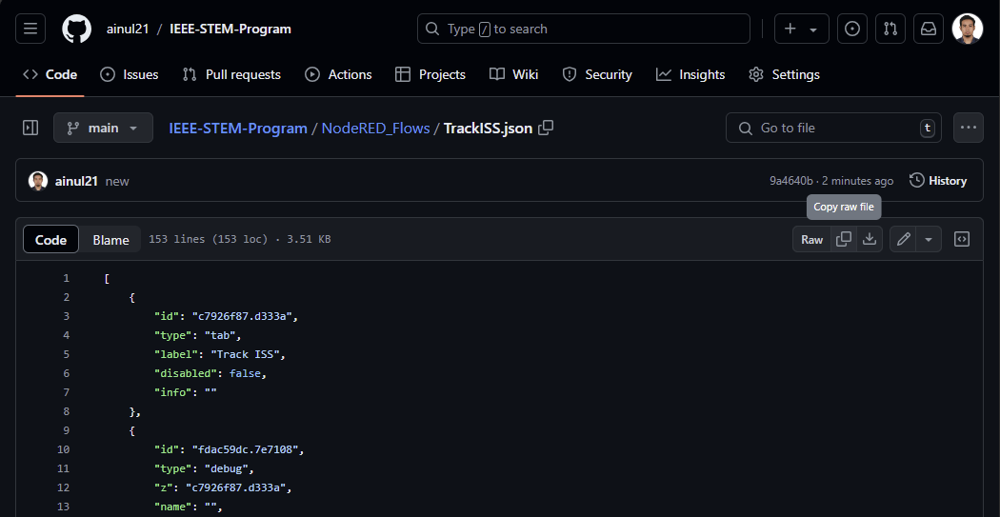 ainul21 / IEEE-STEM-Program Type / to search
Code Issues Pull requests Actions Projects Wiki Security Insights Settings
main IEEE-STEM-Program / NodeRED_Flows / TrackISS.json Go to file t
ainul21 new 9a4640b · 2 minutes ago History
Copy raw file
Code Blame 153 lines (153 loc) · 3.51 KB Raw
1 [
2 {
3 "id": "c7926f87.d333a",
4 "type": "tab",
5 "label": "Track ISS",
6 "disabled": false,
7 "info": ""
8 },
9 {
10 "id": "fdac59dc.7e7108",
11 "type": "debug",
12 "z": "c7926f87.d333a",
13 "name": "",